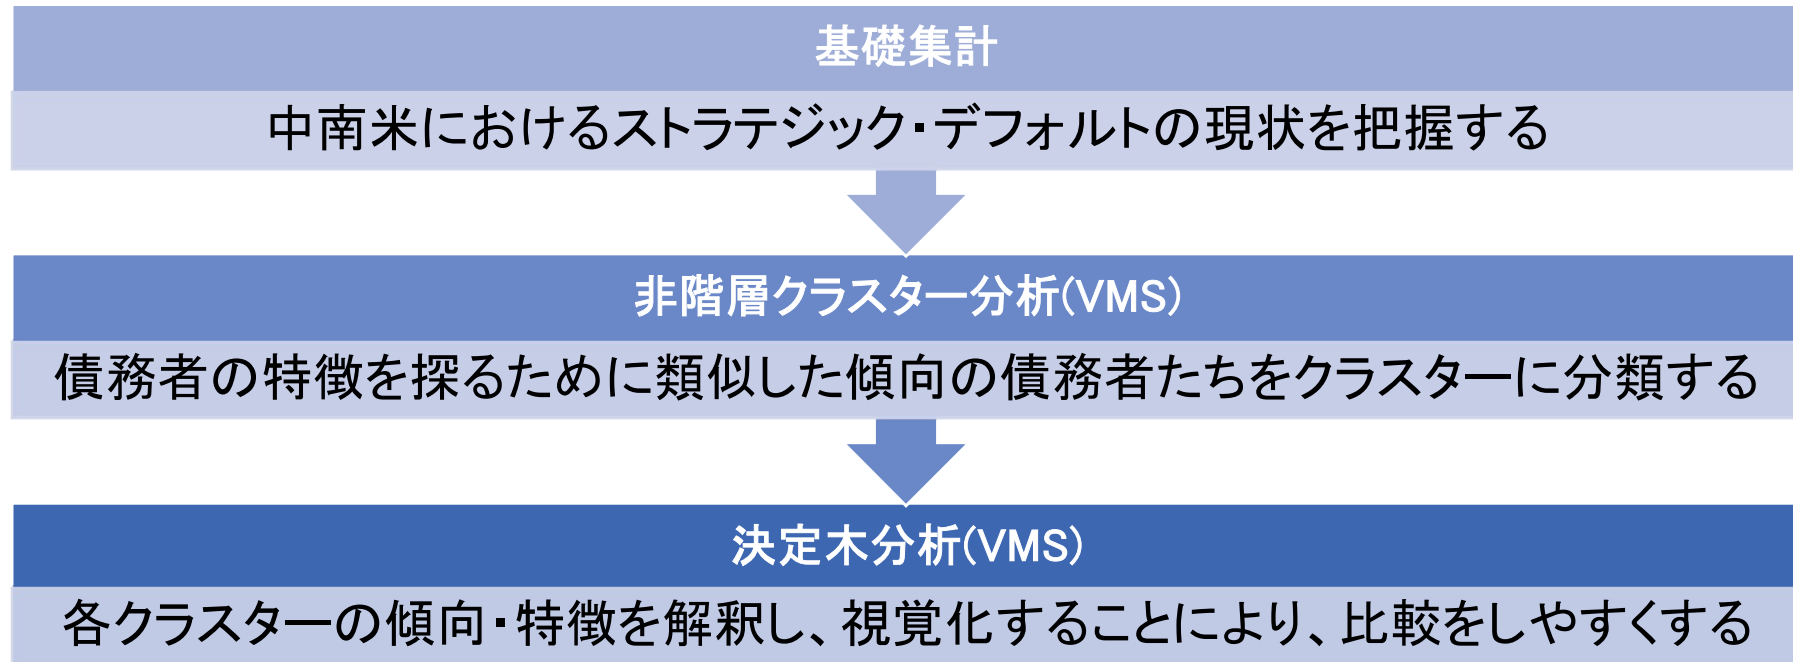 基礎集計
中南米におけるストラテジック・デフォルトの現状を把握する
非階層クラスター分析(VMS)
債務者の特徴を探るために類似した傾向の債務者たちをクラスターに分類する
決定木分析(VMS)
各クラスターの傾向・特徴を解釈し、視覚化することにより、比較をしやすくする